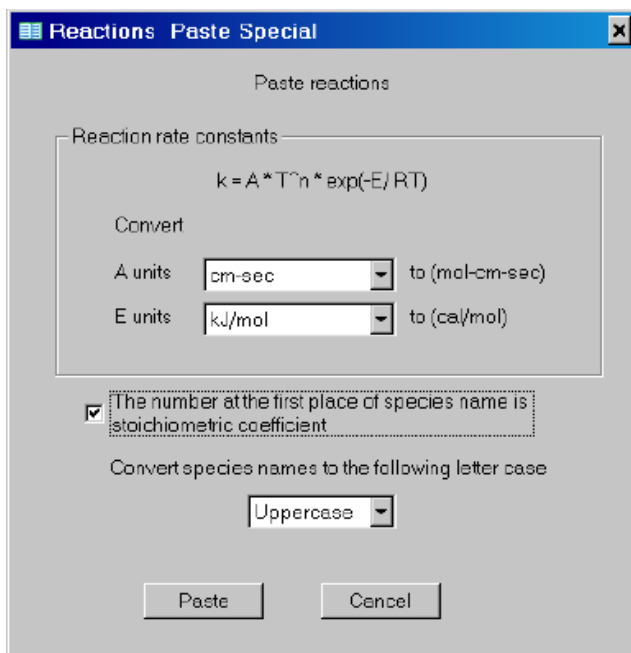 Reactions Paste Special
Paste reactions
Reaction rate constants
k = A * T^n * exp(-E/ RT)
Convert
A units cm-sec to (mol-cm-sec)
E units kJ/mol to (cal/mol)
The number at the first place of species name is
stoichiometric coefficient
Convert species names to the following letter case
Uppercase
Paste Cancel